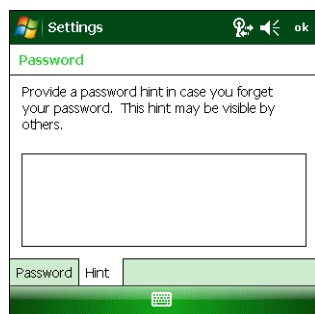 Settings
ok
Password
Provide a password hint in case you forget
your password. This hint may be visible by
others.
Password
Hint